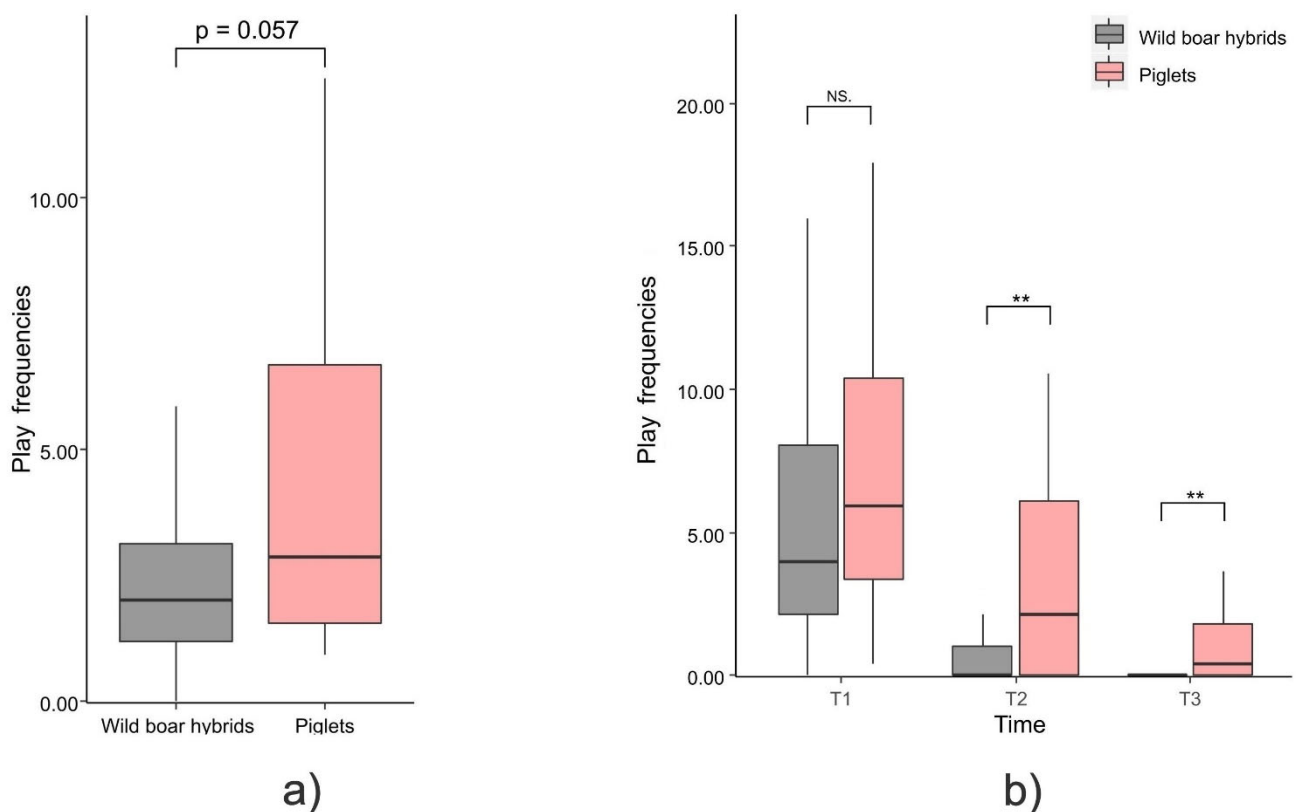 p = 0.057
Play frequencies
10.00
5.00
0.00
Wild boar hybrids
Piglets
a)
Wild boar hybrids
Piglets
Play frequencies
20.00
15.00
10.00
5.00
0.00
NS.
**
**
T1
T2
T3
Time
b)